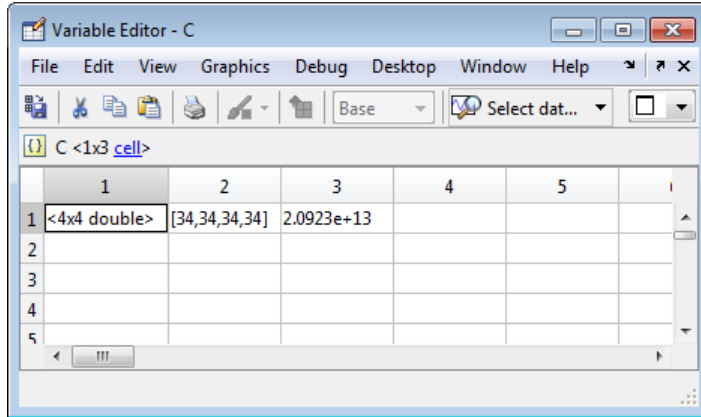 Variable Editor - C
File Edit View Graphics Debug Desktop Window Help
Base Select dat...
{} C <1x3 cell>
1 2 3 4 5
1 <4x4 double> [34,34,34,34] 2.0923e+13
2
3
4
5